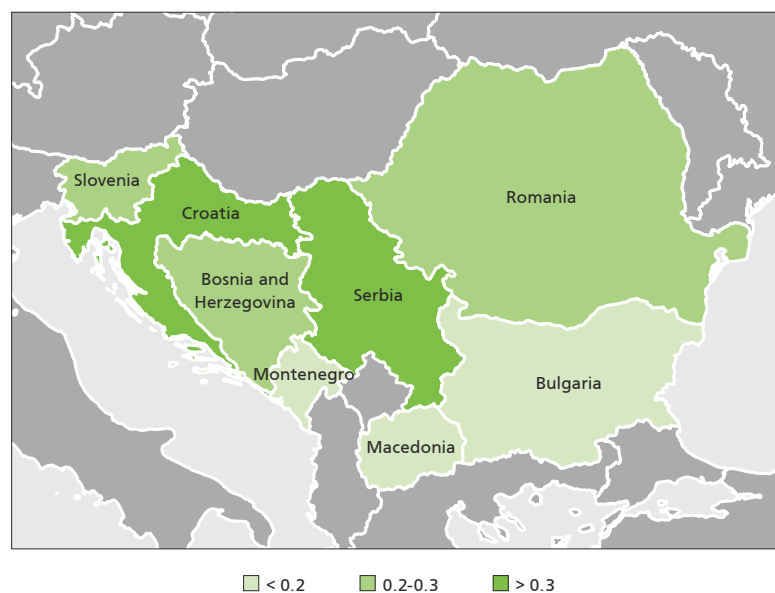 Slovenia
Croatia
Romania
Bosnia and
Herzegovina
Serbia
Montenegro
Bulgaria
Macedonia
< 0.2
0.2-0.3
> 0.3